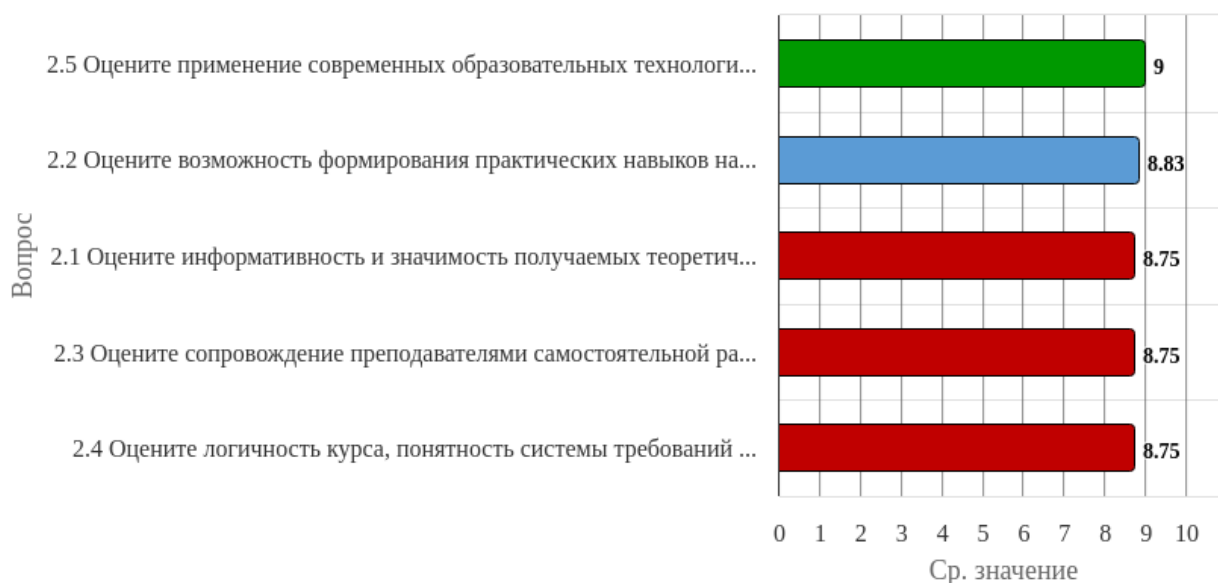 2.5 Оцените применение современных образовательных технологи...
9
2.2 Оцените возможность формирования практических навыков на...
8.83
2.1 Оцените информативность и значимость получаемых теоретич...
8.75
2.3 Оцените сопровождение преподавателями самостоятельной ра...
8.75
2.4 Оцените логичность курса, понятность системы требований ...
8.75
Вопрос
0 1 2 3 4 5 6 7 8 9 10
Ср. значение